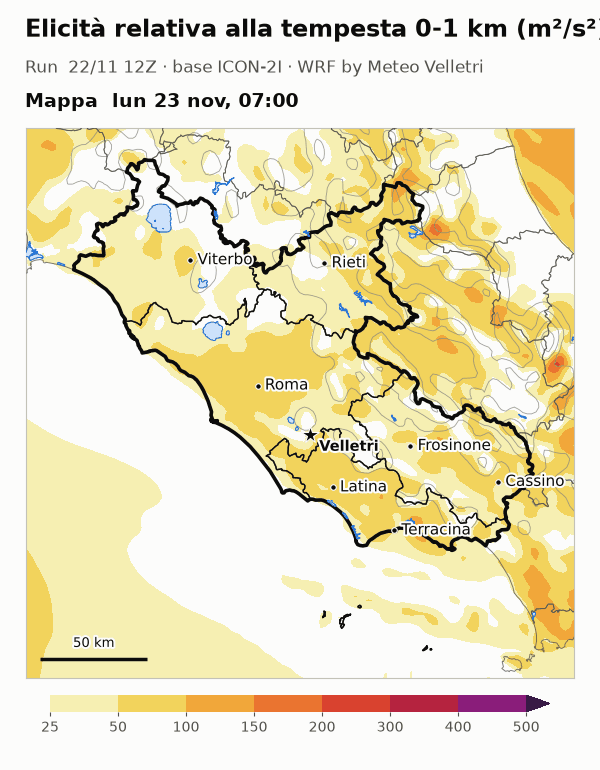 Elicità relativa alla tempesta 0-1 km (m²/s²)
Run 22/11 12Z · base ICON-2I · WRF by Meteo Velletri
Mappa lun 23 nov, 07:00
Viterbo
Rieti
Roma
Velletri
Frosinone
Latina
Cassino
Terracina
50 km
25 50 100 150 200 300 400 500